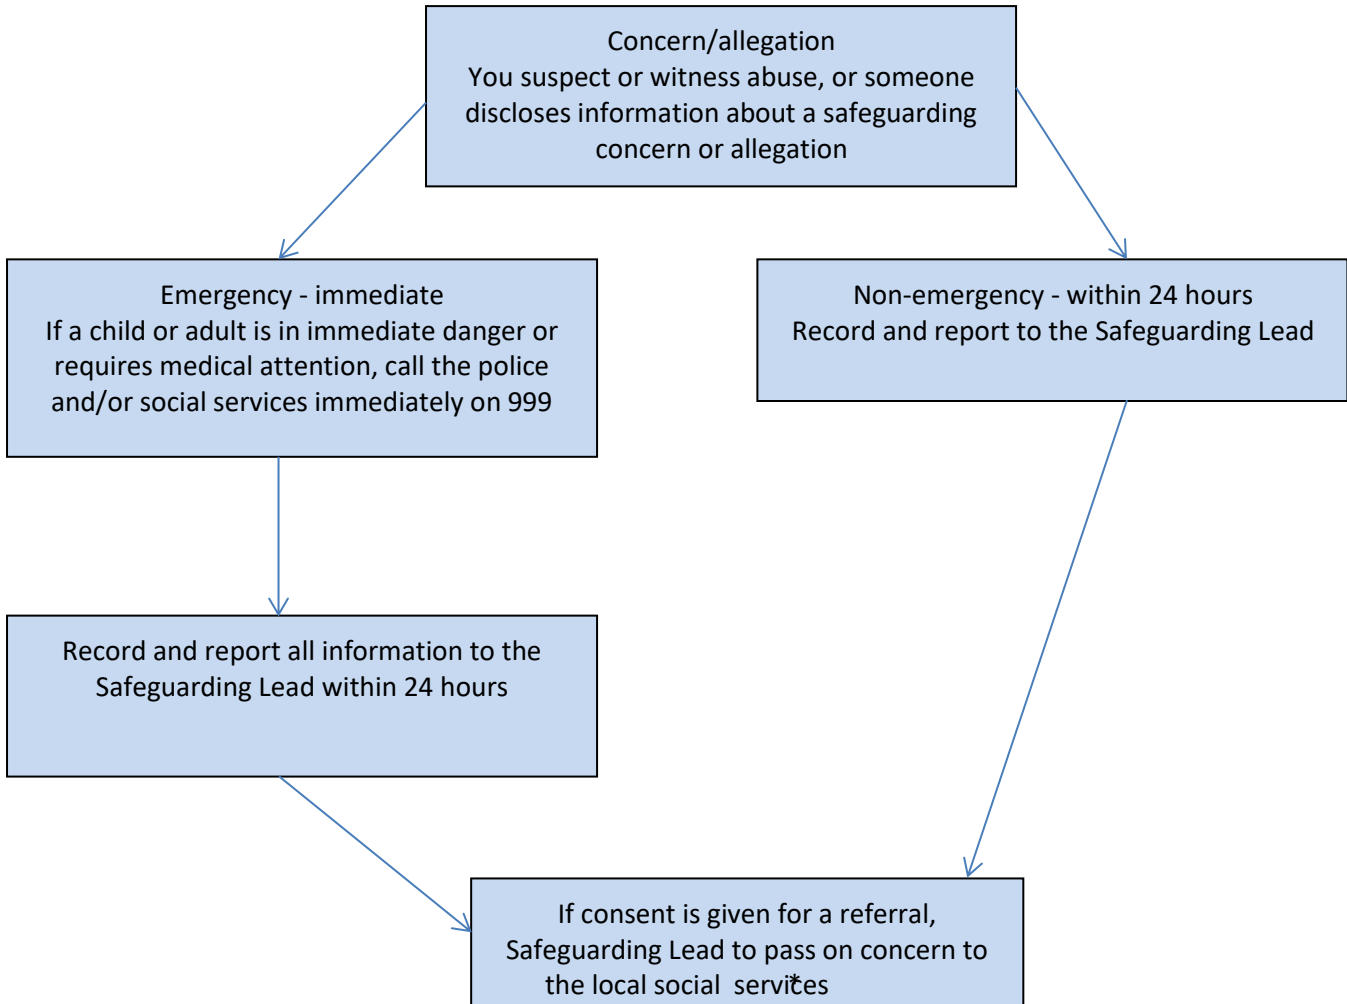 Concern/allegation
You suspect or witness abuse, or someone
discloses information about a safeguarding
concern or allegation
Emergency - immediate
If a child or adult is in immediate danger or
requires medical attention, call the police
and/or social services immediately on 999
Non-emergency - within 24 hours
Record and report to the Safeguarding Lead
Record and report all information to the
Safeguarding Lead within 24 hours
If consent is given for a referral,
Safeguarding Lead to pass on concern to
the local social services*